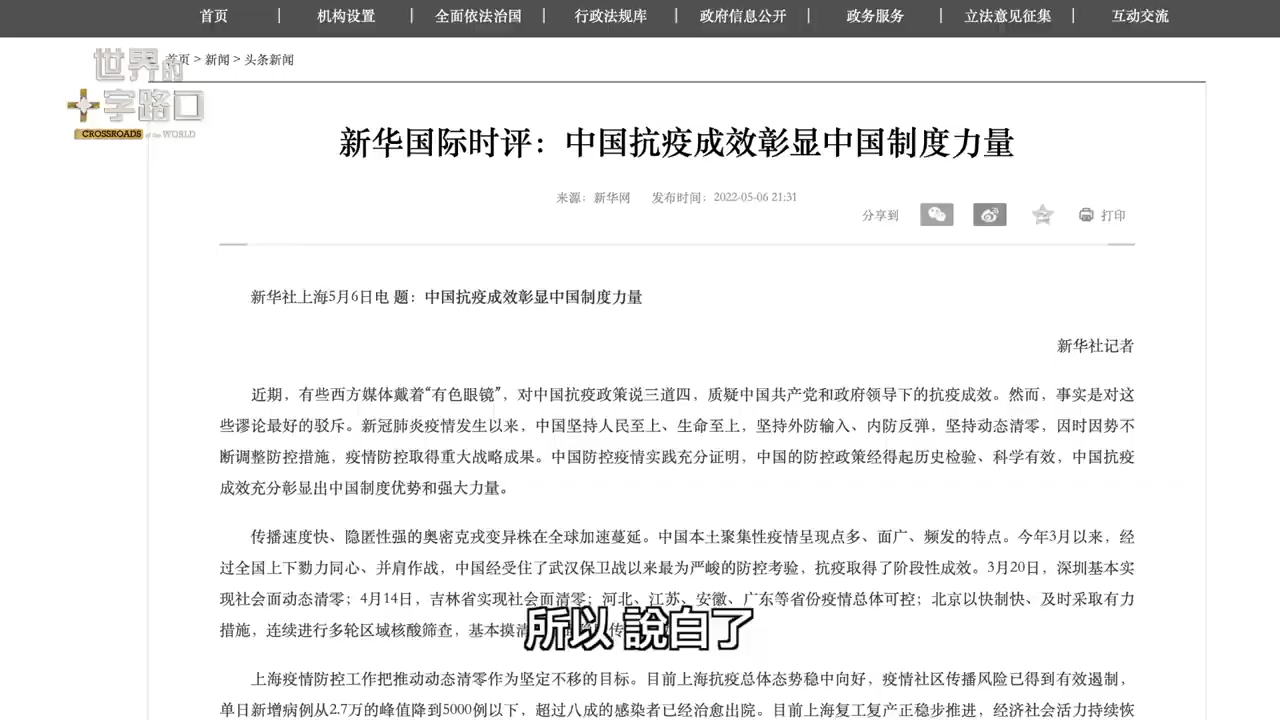 首页 | 机构设置 | 全面依法治国 | 行政法规库 | 政府信息公开 | 政务服务 | 立法意见征集 | 互动交流
首页 > 新闻 > 头条新闻
世界的
十字路口
CROSSROADS of the WORLD
新华国际时评：中国抗疫成效彰显中国制度力量
来源：新华网 发布时间：2022-05-06 21:31
分享到 打印
新华社上海5月6日电 题：中国抗疫成效彰显中国制度力量
新华社记者
近期，有些西方媒体戴着“有色眼镜”，对中国抗疫政策说三道四，质疑中国共产党和政府领导下的抗疫成效。然而，事实是对这
些谬论最好的驳斥。新冠肺炎疫情发生以来，中国坚持人民至上、生命至上，坚持外防输入、内防反弹，坚持动态清零，因时因势不
断调整防控措施，疫情防控取得重大战略成果。中国防控疫情实践充分证明，中国的防控政策经得起历史检验、科学有效，中国抗疫
成效充分彰显出中国制度优势和强大力量。
传播速度快、隐匿性强的奥密克戎变异株在全球加速蔓延。中国本土聚集性疫情呈现点多、面广、频发的特点。今年3月以来，经
过全国上下勠力同心、并肩作战，中国经受住了武汉保卫战以来最为严峻的防控考验，抗疫取得了阶段性成效。3月20日，深圳基本实
现社会面动态清零；4月14日，吉林省实现社会面清零；河北、江苏、安徽、广东等省份疫情总体可控；北京以快制快、及时采取有力
措施，连续进行多轮区域核酸筛查，基本摸清
所以 說白了
上海疫情防控工作把推动动态清零作为坚定不移的目标。目前上海抗疫总体态势稳中向好，疫情社区传播风险已得到有效遏制，
单日新增病例从2.7万的峰值降到5000例以下，超过八成的感染者已经治愈出院。目前上海复工复产正稳步推进，经济社会活力持续恢